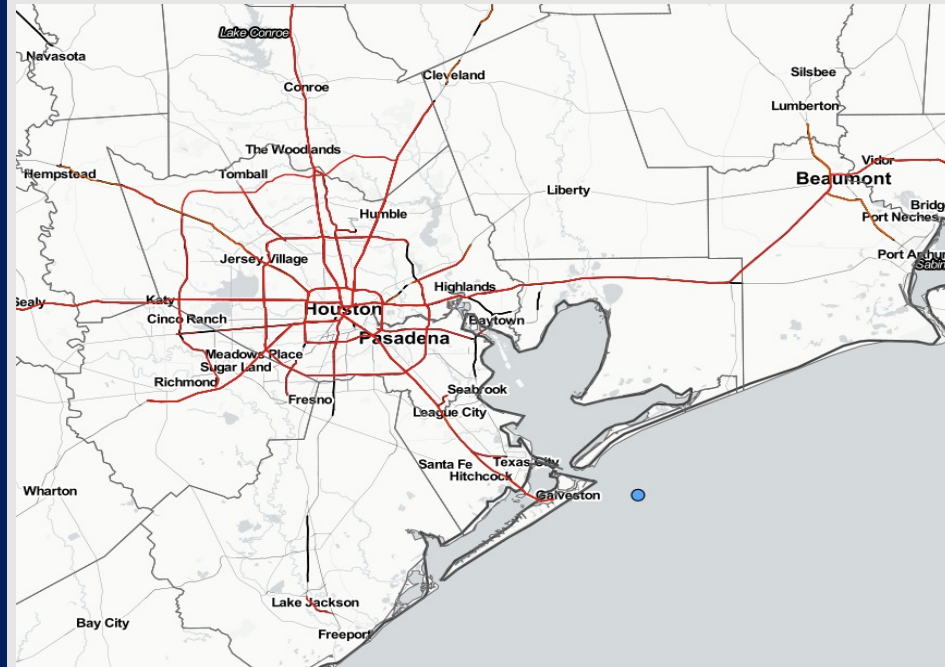 Lake Conroe
Navasota
Cleveland
Silsbee
Conroe
Lumberton
The Woodlands
Vidor
Hempstead
Tomball
Beaumont
Liberty
Humble
Bridg
Port Neches
Jersey Village
Port Arthur
Sabin
Highlands
Sealy
Katy
Houston
Cinco Ranch
Baytown
Pasadena
Meadows Place
Sugar Land
Richmond
Seabrook
Fresno
League City
Santa Fe
Texas City
Hitchcock
Wharton
Galveston
Lake Jackson
Bay City
Freeport